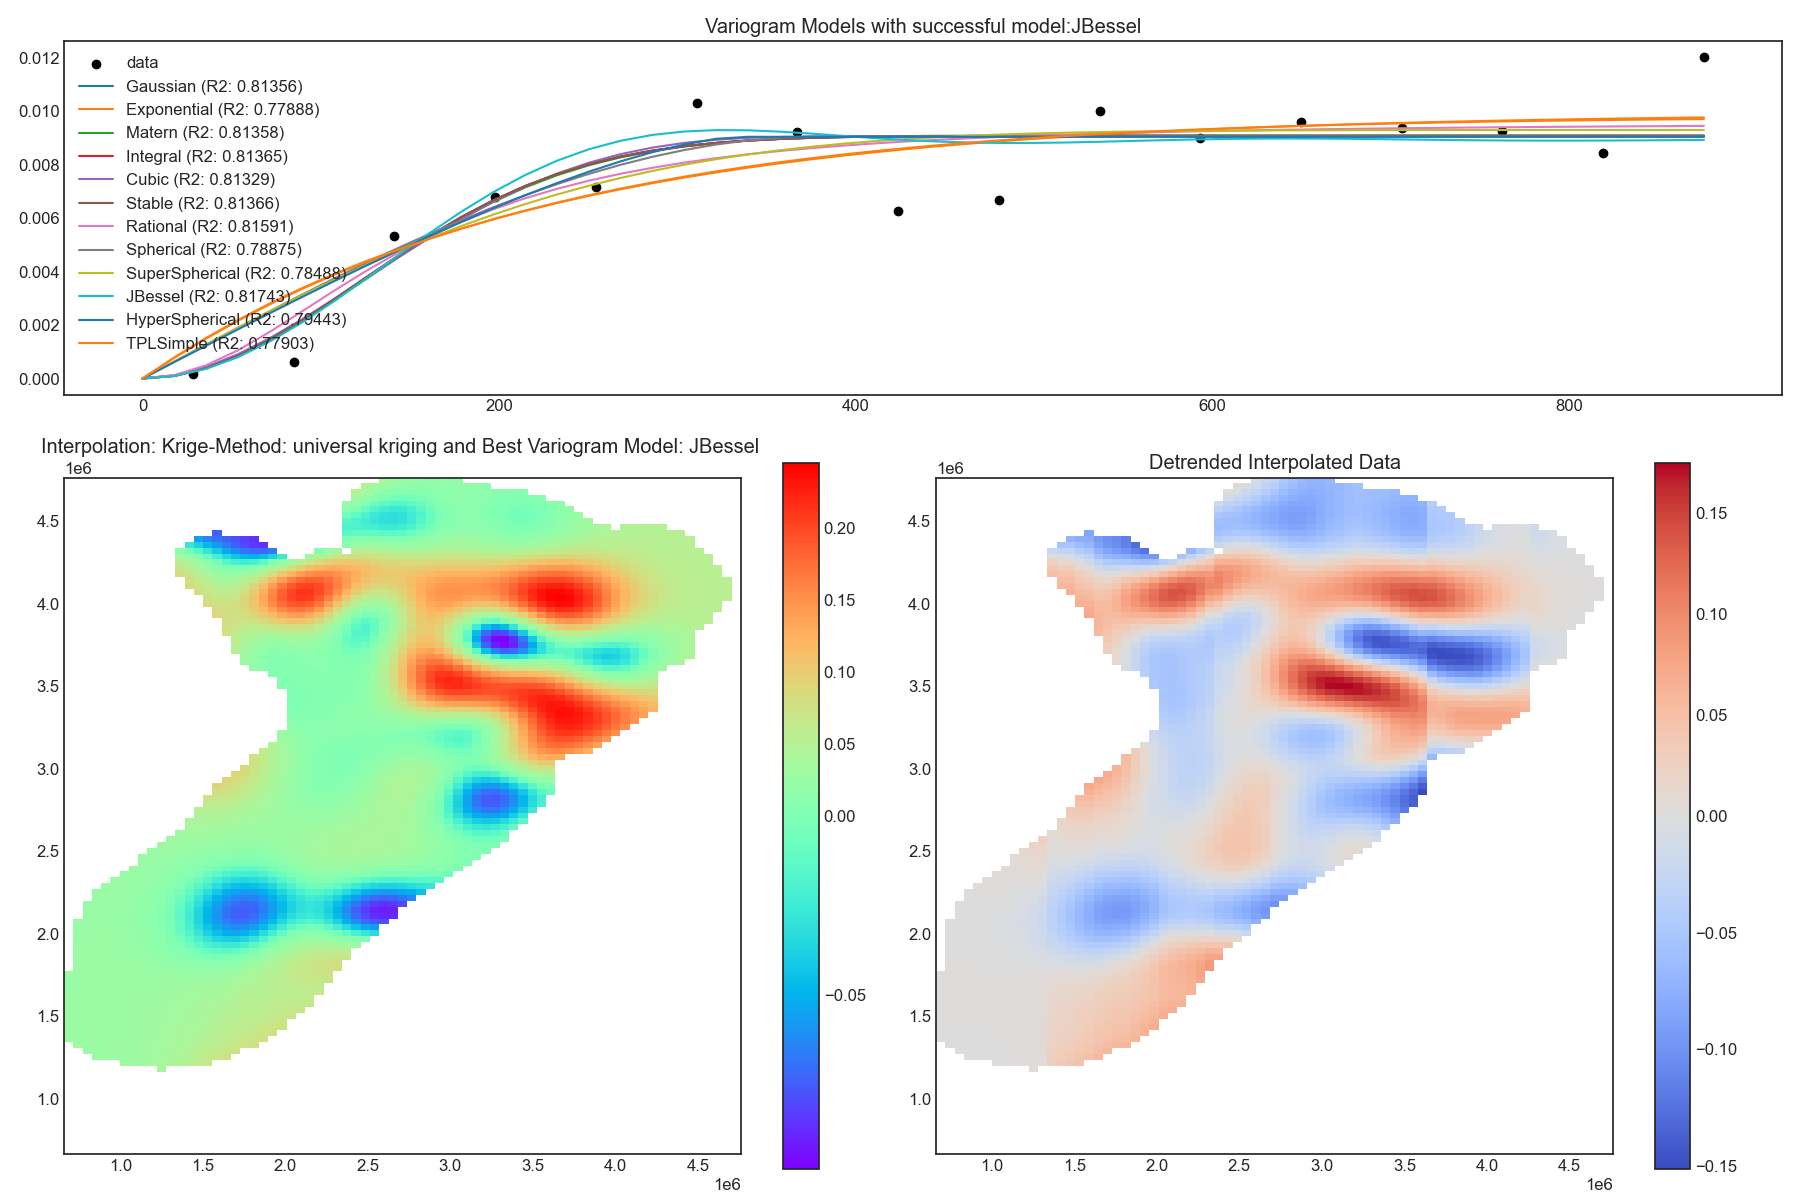 Variogram Models with successful model:JBessel
0.012
0.010
0.008
0.006
0.004
0.002
0.000
data
Gaussian (R2: 0.81356)
Exponential (R2: 0.77888)
Matern (R2: 0.81358)
Integral (R2: 0.81365)
Cubic (R2: 0.81329)
Stable (R2: 0.81366)
Rational (R2: 0.81591)
Spherical (R2: 0.78875)
SuperSpherical (R2: 0.78488)
JBessel (R2: 0.81743)
HyperSpherical (R2: 0.79443)
TPLSimple (R2: 0.77903)
0 200 400 600 800
Interpolation: Krige-Method: universal kriging and Best Variogram Model: JBessel
1e6
4.5
4.0
3.5
3.0
2.5
2.0
1.5
1.0
1.0 1.5 2.0 2.5 3.0 3.5 4.0 4.5
1e6
0.20
0.15
0.10
0.05
0.00
−0.05
Detrended Interpolated Data
1e6
4.5
4.0
3.5
3.0
2.5
2.0
1.5
1.0
1.0 1.5 2.0 2.5 3.0 3.5 4.0 4.5
1e6
0.15
0.10
0.05
0.00
−0.05
−0.10
−0.15